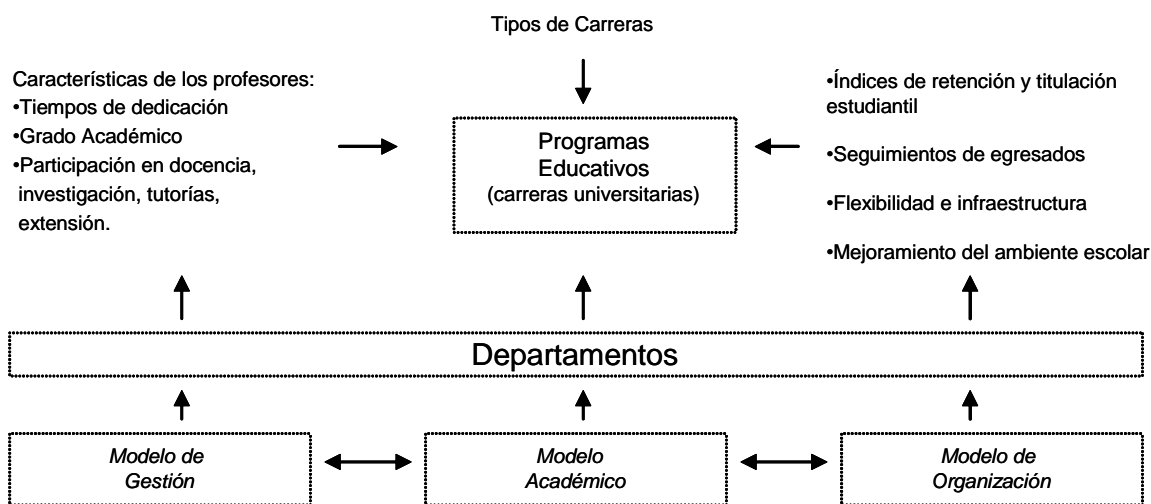 Tipos de Carreras
Características de los profesores:
•Tiempos de dedicación
•Grado Académico
•Participación en docencia,
investigación, tutorías,
extensión.
Programas
Educativos
(carreras universitarias)
•Índices de retención y titulación
estudiantil
•Seguimientos de egresados
•Flexibilidad e infraestructura
•Mejoramiento del ambiente escolar
Departamentos
Modelo de
Gestión
Modelo
Académico
Modelo de
Organización